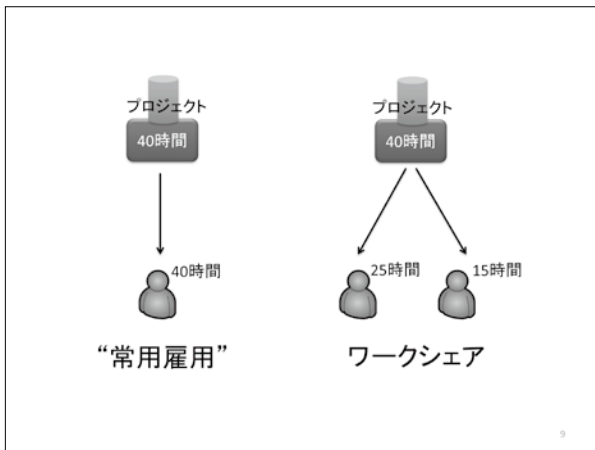 プロジェクト
40時間
40時間
“常用雇用”
プロジェクト
40時間
25時間
15時間
ワークシェア
9